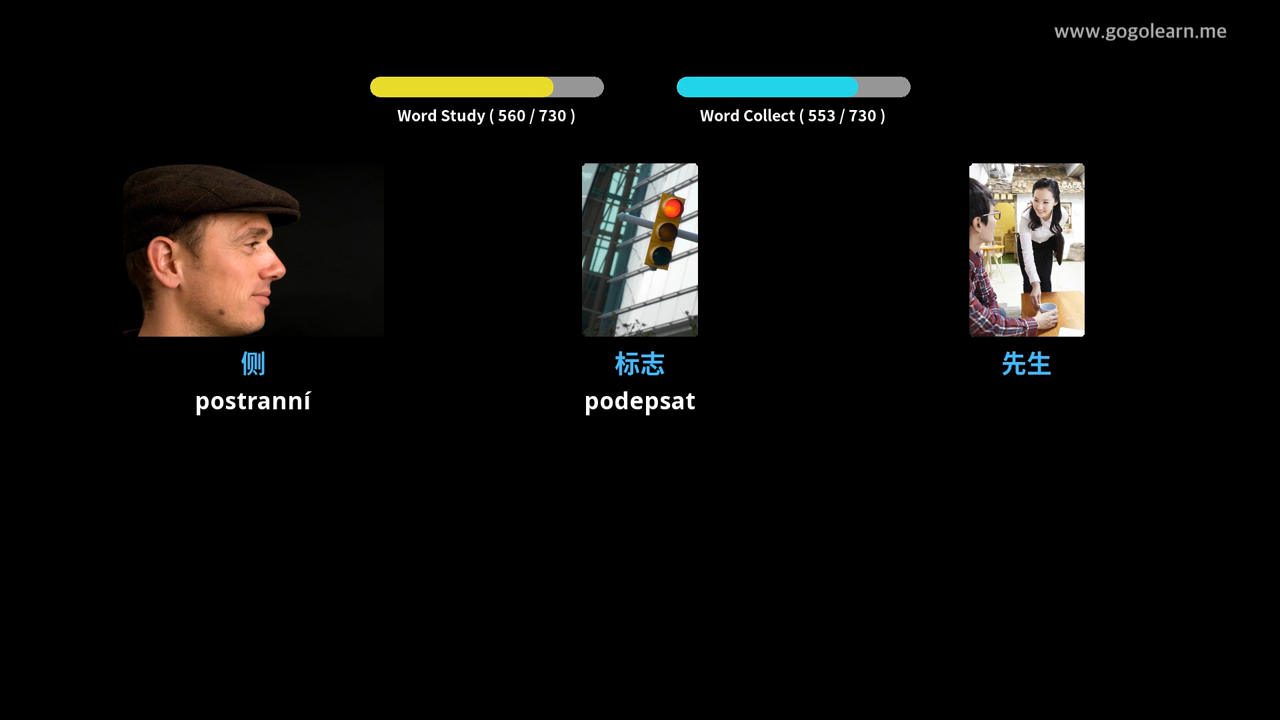 www.gogolearn.me
Word Study ( 560 / 730 )
Word Collect ( 553 / 730 )
侧
标志
先生
postranní
podepsat